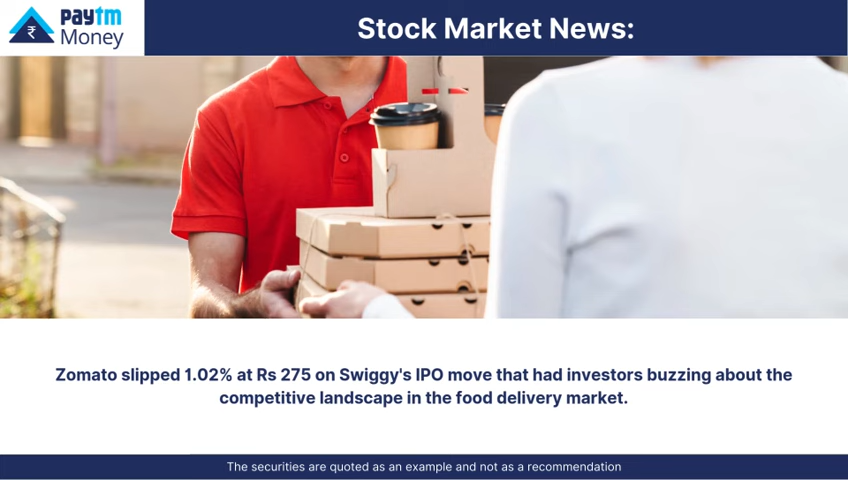 paytm
Money
₹
Stock Market News:
Zomato slipped 1.02% at Rs 275 on Swiggy's IPO move that had investors buzzing about the
competitive landscape in the food delivery market.
The securities are quoted as an example and not as a recommendation